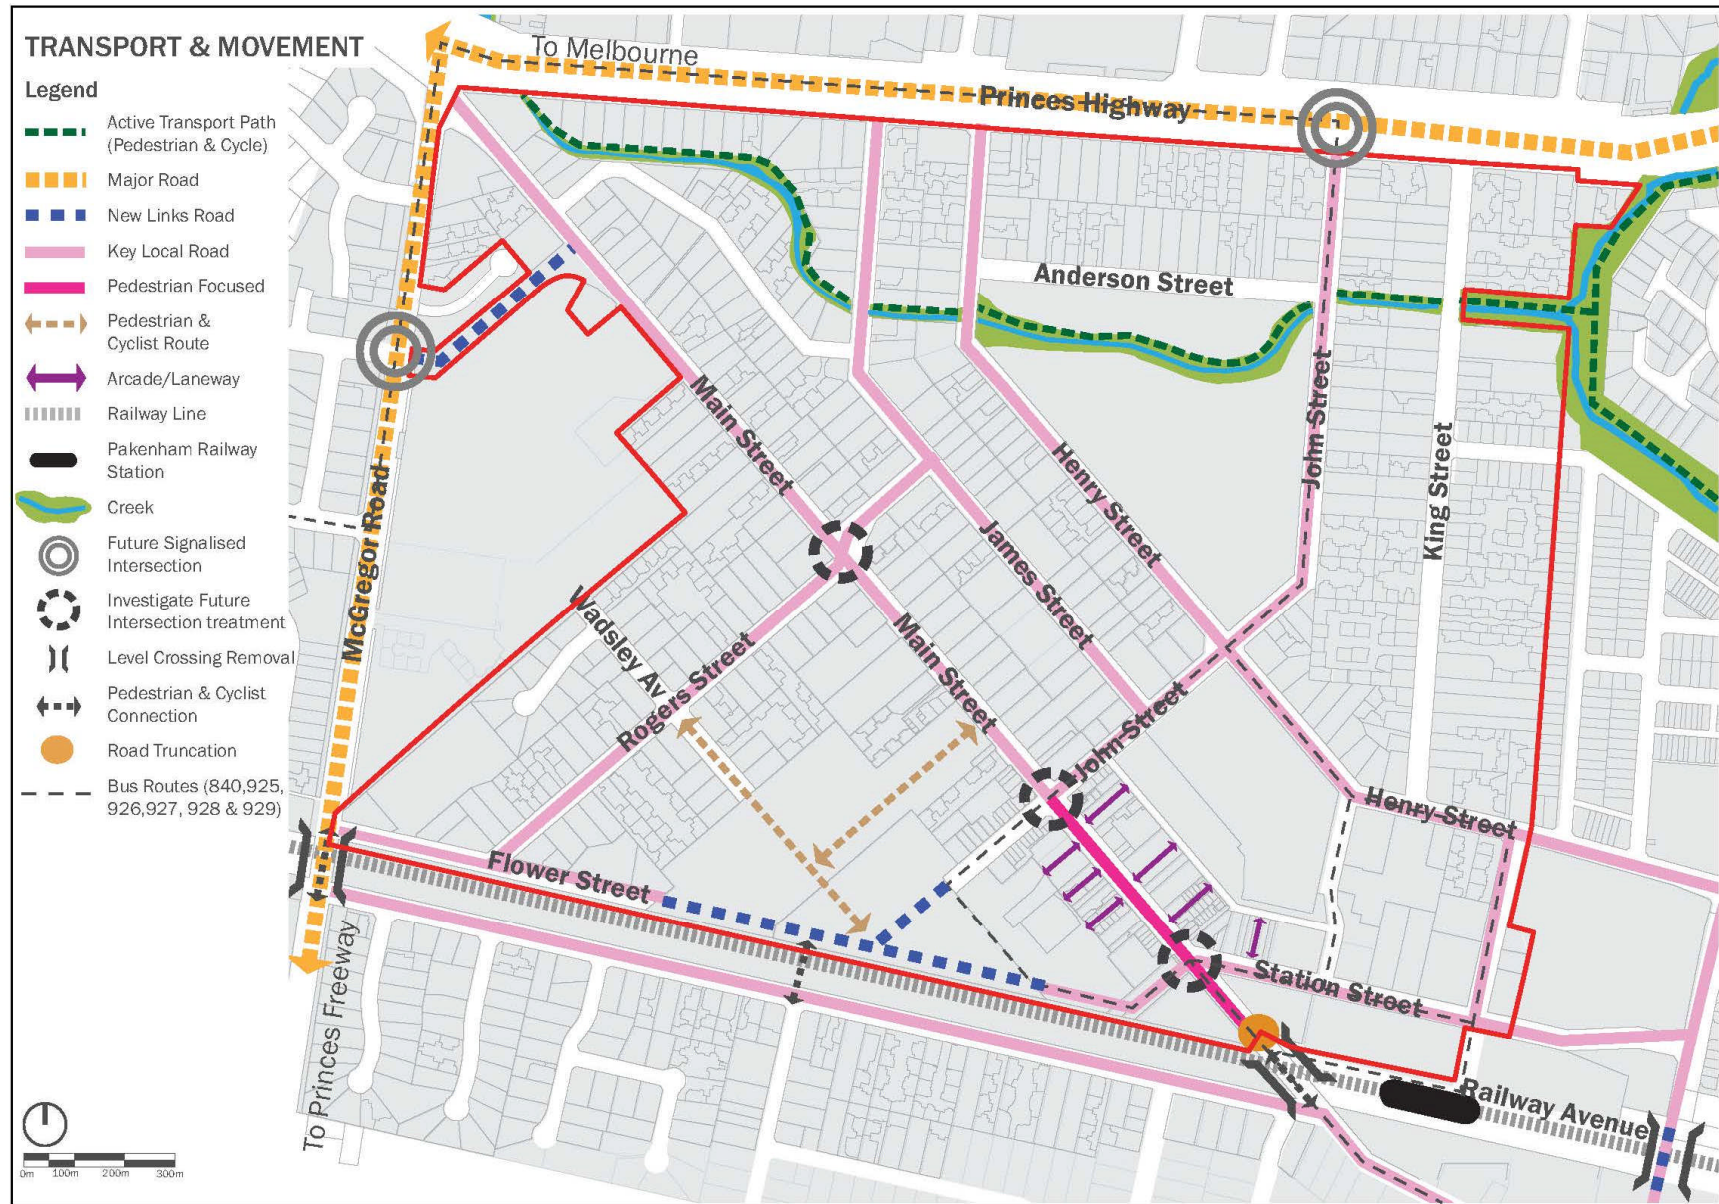 TRANSPORT & MOVEMENT
Legend
Active Transport Path
(Pedestrian & Cycle)
Major Road
New Links Road
Key Local Road
Pedestrian Focused
Pedestrian &
Cyclist Route
Arcade/Laneway
Railway Line
Pakenham Railway
Station
Creek
Future Signalised
Intersection
Investigate Future
Intersection treatment
Level Crossing Removal
Pedestrian & Cyclist
Connection
Road Truncation
Bus Routes (840,925,
926,927, 928 & 929)
0m 100m 200m 300m
To Melbourne
Princes Highway
Anderson Street
John Street
King Street
Main Street
Henry Street
McGregor Road
James Street
Wadsley Av
Rogers Street
Main Street
John Street
Henry Street
Flower Street
Station Street
To Princes Freeway
Railway Avenue